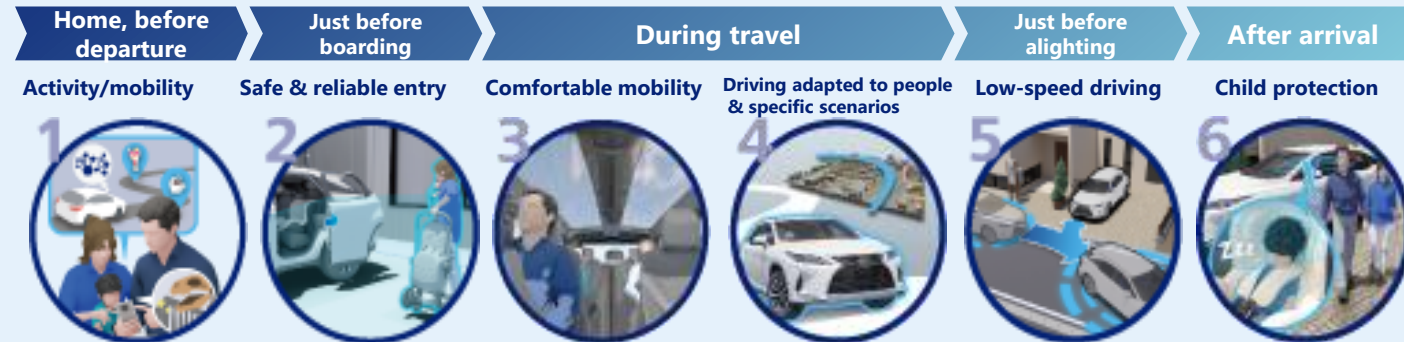 Home, before
departure
Just before
boarding
During travel
Just before
alighting
After arrival
Activity/mobility
Safe & reliable entry
Comfortable mobility
Driving adapted to people
& specific scenarios
Low-speed driving
Child protection
1
2
3
4
5
6
Zzz